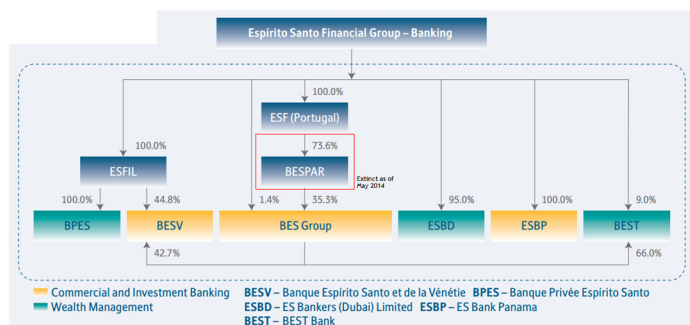 Espírito Santo Financial Group – Banking
100.0%
ESF (Portugal)
100.0%
73.6%
ESFIL
BESPAR
Extinct as of
May 2014
100.0%
44.8%
1.4%
35.3%
95.0%
100.0%
9.0%
BPES
BESV
BES Group
ESBD
ESBP
BEST
42.7%
66.0%
Commercial and Investment Banking
BESV – Banque Espírito Santo et de la Vénétie BPES – Banque Privée Espírito Santo
Wealth Management
ESBD – ES Bankers (Dubai) Limited ESBP – ES Bank Panama
BEST – BEST Bank